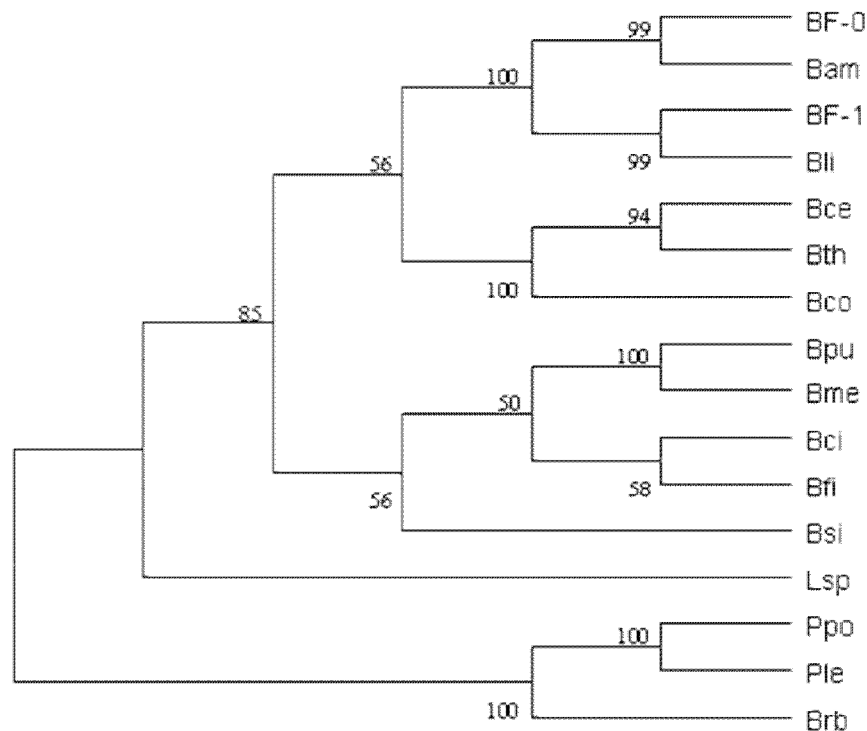 BF-0
99
Bam
100
BF-1
56
99
Bli
Bce
94
Bth
100
Bco
85
Bpu
100
Bme
50
Bci
58
Bfi
56
Bsi
Lsp
Ppo
100
Ple
100
Brb